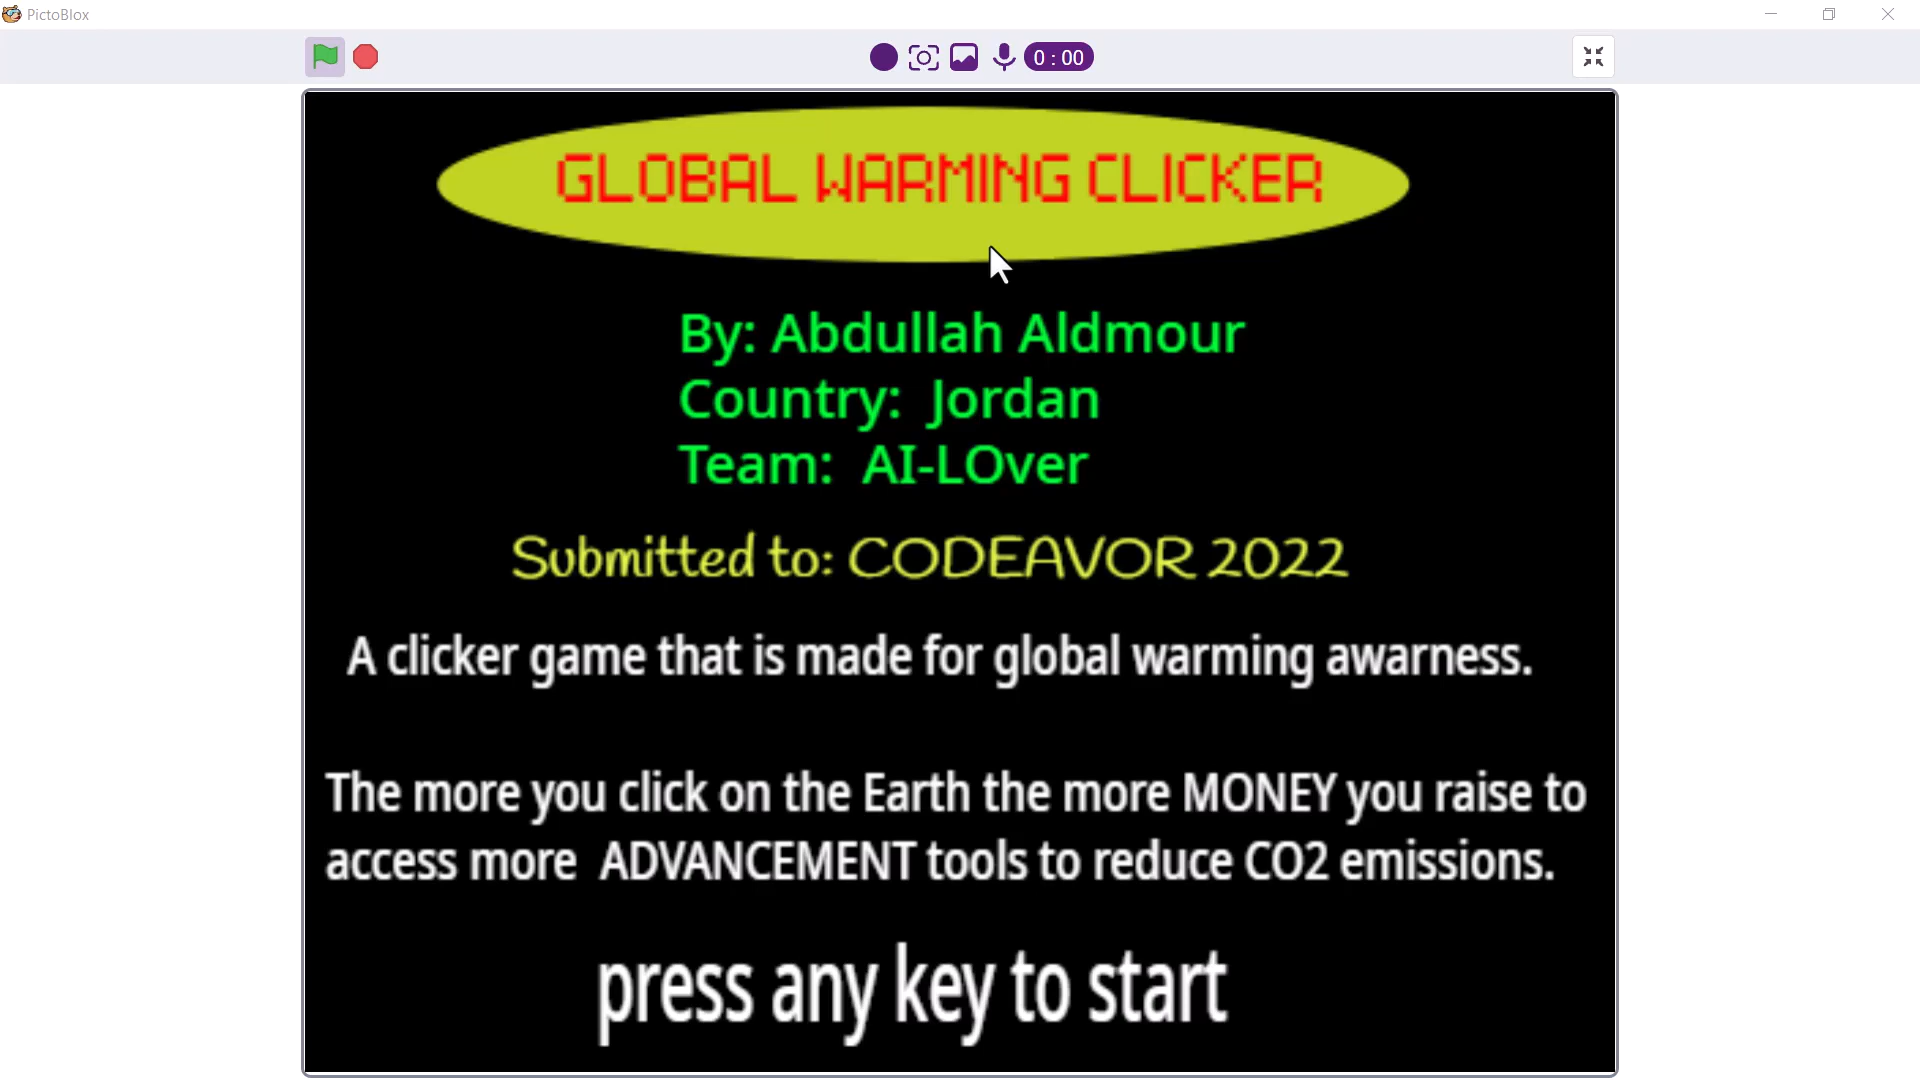 PictoBlox
0 : 00
GLOBAL WARMING CLICKER
By: Abdullah Aldmour
Country: Jordan
Team: AI-LOver
Submitted to: CODEAVOR 2022
A clicker game that is made for global warming awarness.
The more you click on the Earth the more MONEY you raise to
access more ADVANCEMENT tools to reduce CO2 emissions.
press any key to start